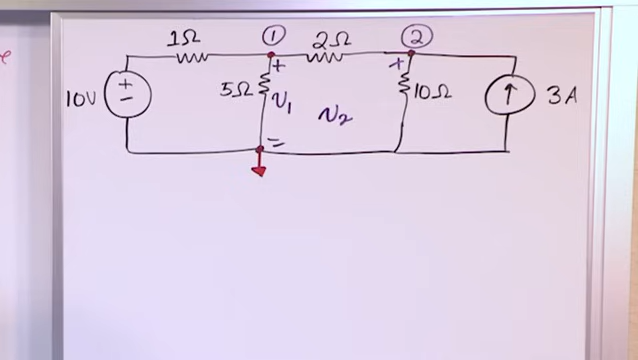 1Ω ① 2Ω ②
+ + +
10V - 5Ω v₁ v₂ 10Ω ↑ 3A
=